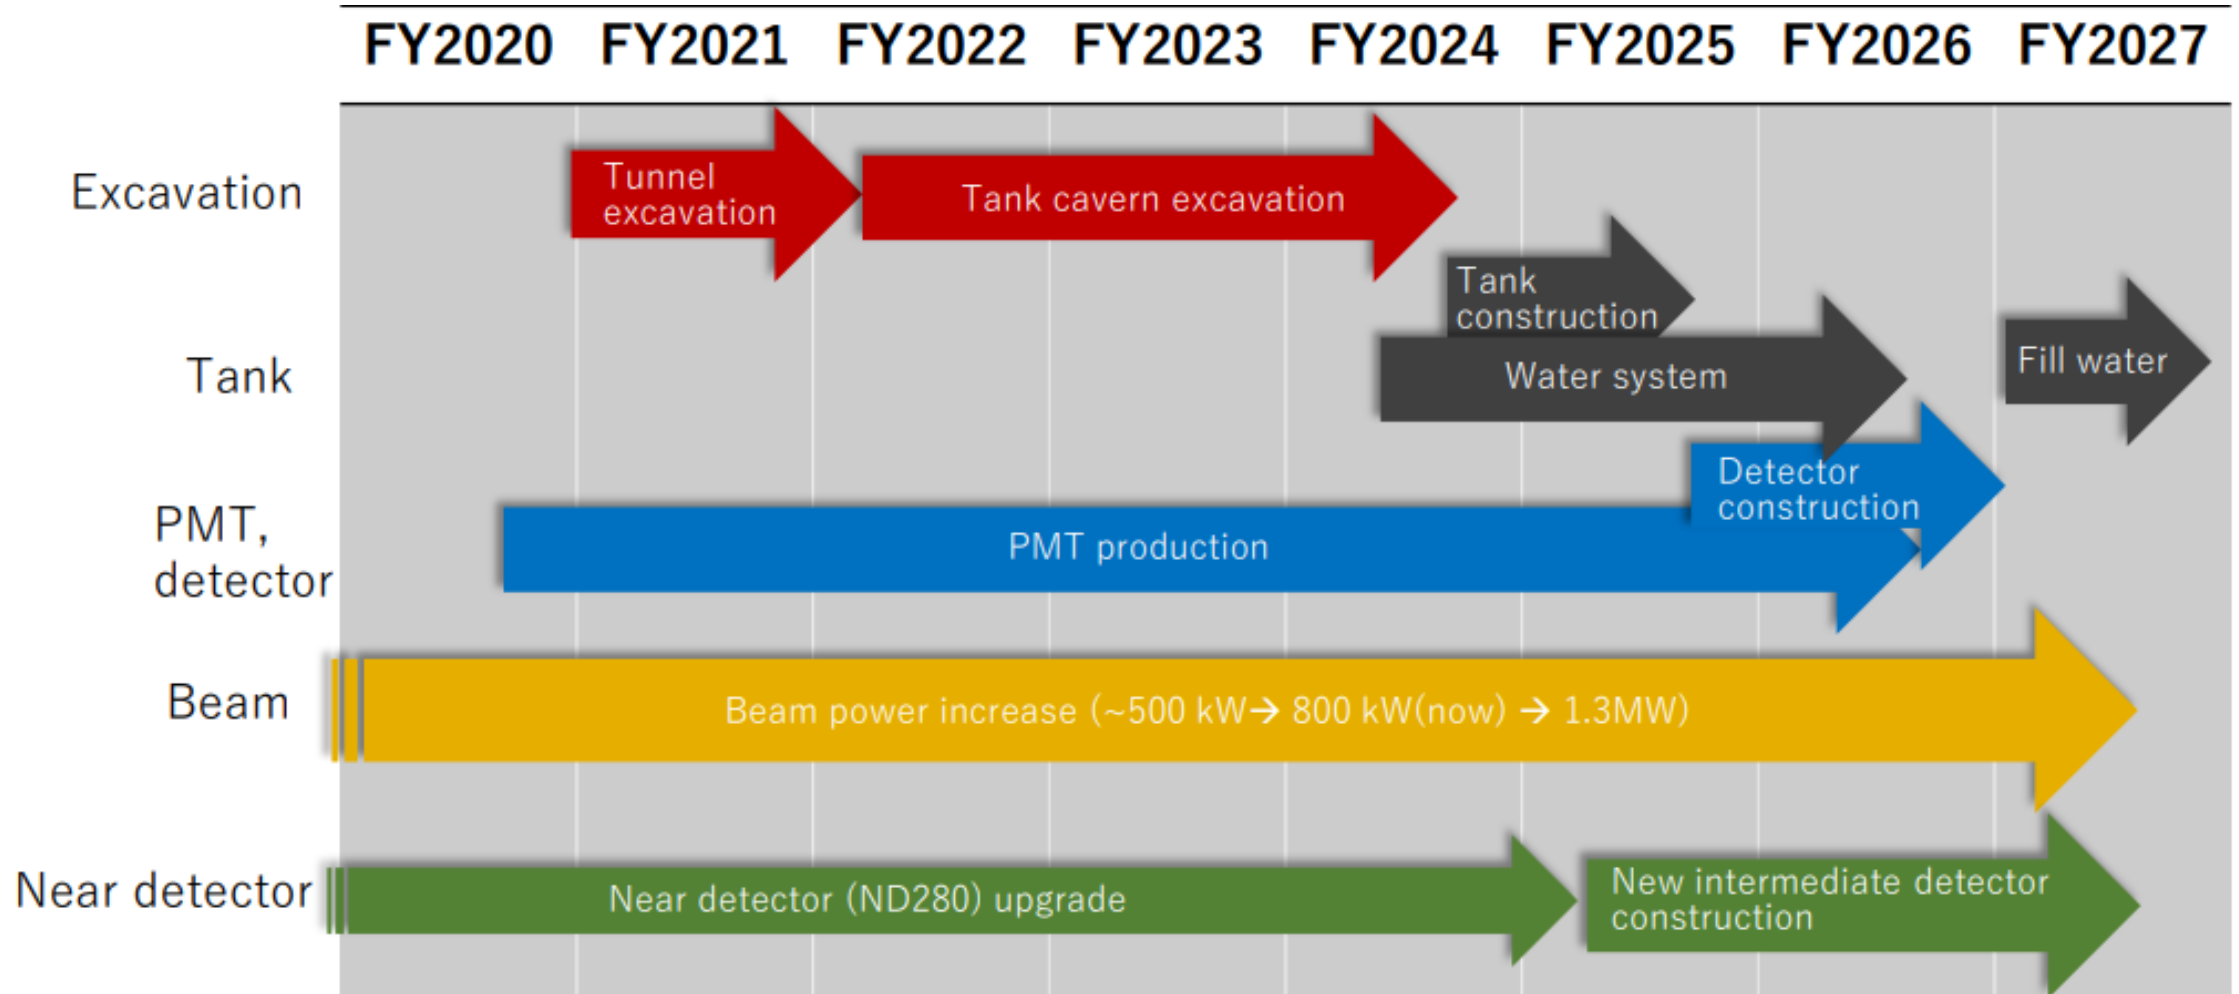 FY2020 FY2021 FY2022 FY2023 FY2024 FY2025 FY2026 FY2027
Excavation
Tunnel
excavation
Tank cavern excavation
Tank
Tank
construction
Water system
Fill water
PMT,
detector
Detector
construction
PMT production
Beam
Beam power increase (~500 kW→ 800 kW(now) → 1.3MW)
Near detector
Near detector (ND280) upgrade
New intermediate detector
construction